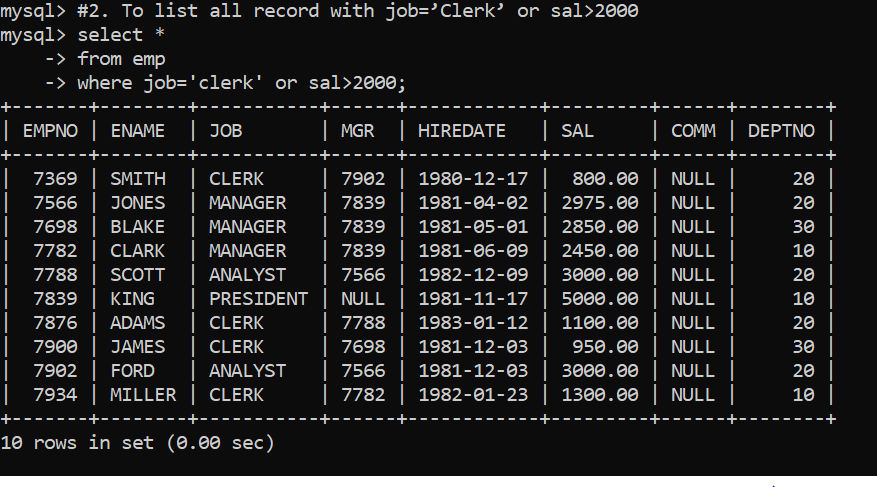 mysql> #2. To list all record with job=’Clerk’ or sal>2000
mysql> select *
    -> from emp
    -> where job='clerk' or sal>2000;
+-------+--------+-----------+------+------------+---------+------+--------+
| EMPNO | ENAME  | JOB       | MGR  | HIREDATE   | SAL     | COMM | DEPTNO |
+-------+--------+-----------+------+------------+---------+------+--------+
|  7369 | SMITH  | CLERK     | 7902 | 1980-12-17 |  800.00 | NULL |     20 |
|  7566 | JONES  | MANAGER   | 7839 | 1981-04-02 | 2975.00 | NULL |     20 |
|  7698 | BLAKE  | MANAGER   | 7839 | 1981-05-01 | 2850.00 | NULL |     30 |
|  7782 | CLARK  | MANAGER   | 7839 | 1981-06-09 | 2450.00 | NULL |     10 |
|  7788 | SCOTT  | ANALYST   | 7566 | 1982-12-09 | 3000.00 | NULL |     20 |
|  7839 | KING   | PRESIDENT | NULL | 1981-11-17 | 5000.00 | NULL |     10 |
|  7876 | ADAMS  | CLERK     | 7788 | 1983-01-12 | 1100.00 | NULL |     20 |
|  7900 | JAMES  | CLERK     | 7698 | 1981-12-03 |  950.00 | NULL |     30 |
|  7902 | FORD   | ANALYST   | 7566 | 1981-12-03 | 3000.00 | NULL |     20 |
|  7934 | MILLER | CLERK     | 7782 | 1982-01-23 | 1300.00 | NULL |     10 |
+-------+--------+-----------+------+------------+---------+------+--------+
10 rows in set (0.00 sec)